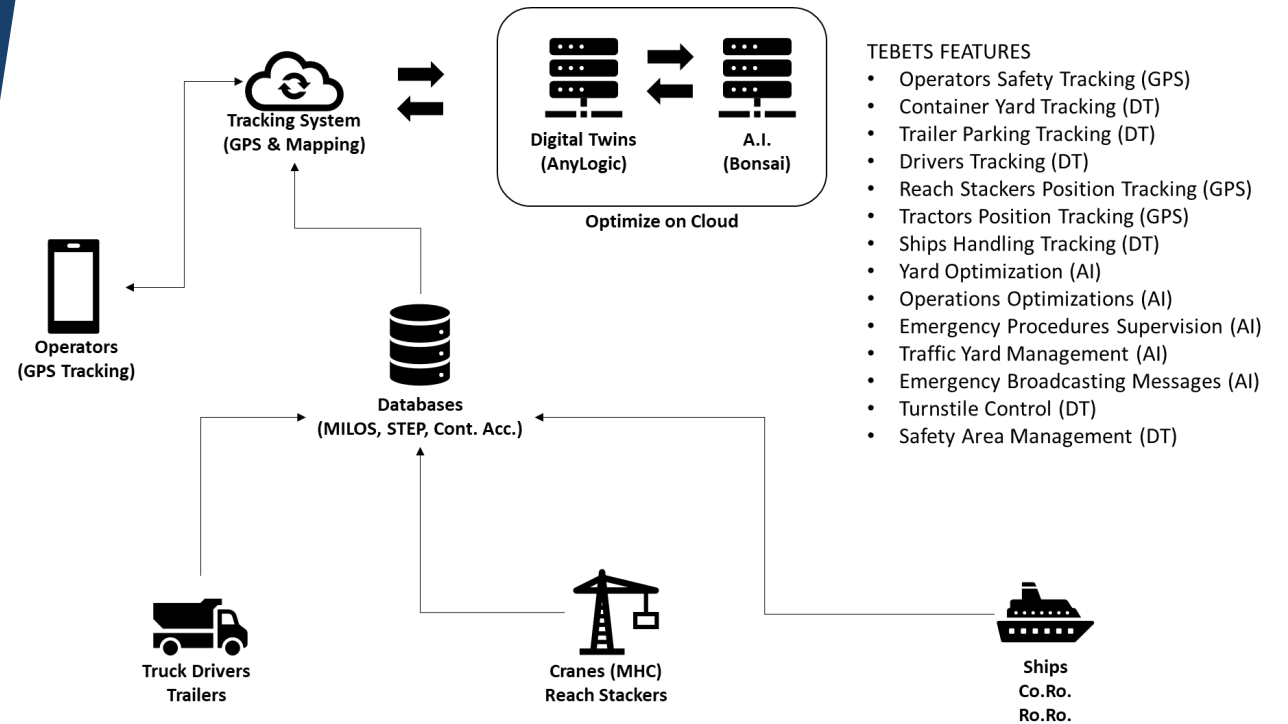 Tracking System
(GPS & Mapping)
Digital Twins
(AnyLogic)
A.I.
(Bonsai)
Optimize on Cloud
Operators
(GPS Tracking)
Databases
(MILOS, STEP, Cont. Acc.)
Truck Drivers
Trailers
Cranes (MHC)
Reach Stackers
Ships
Co.Ro.
Ro.Ro.
TEBETS FEATURES
• Operators Safety Tracking (GPS)
• Container Yard Tracking (DT)
• Trailer Parking Tracking (DT)
• Drivers Tracking (DT)
• Reach Stackers Position Tracking (GPS)
• Tractors Position Tracking (GPS)
• Ships Handling Tracking (DT)
• Yard Optimization (AI)
• Operations Optimizations (AI)
• Emergency Procedures Supervision (AI)
• Traffic Yard Management (AI)
• Emergency Broadcasting Messages (AI)
• Turnstile Control (DT)
• Safety Area Management (DT)